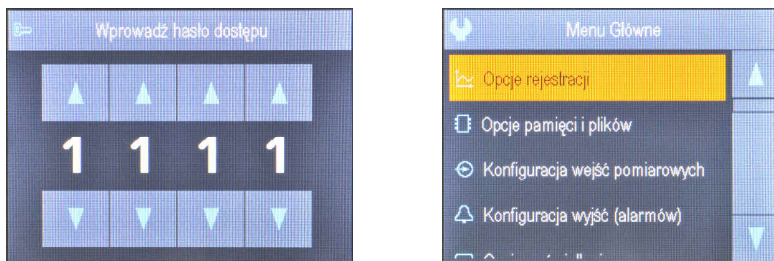 Wprowadź hasło dostępu
1 1 1 1
Menu Główne
Opcje rejestracji
Opcje pamięci i plików
Konfiguracja wejść pomiarowych
Konfiguracja wyjść (alarmów)